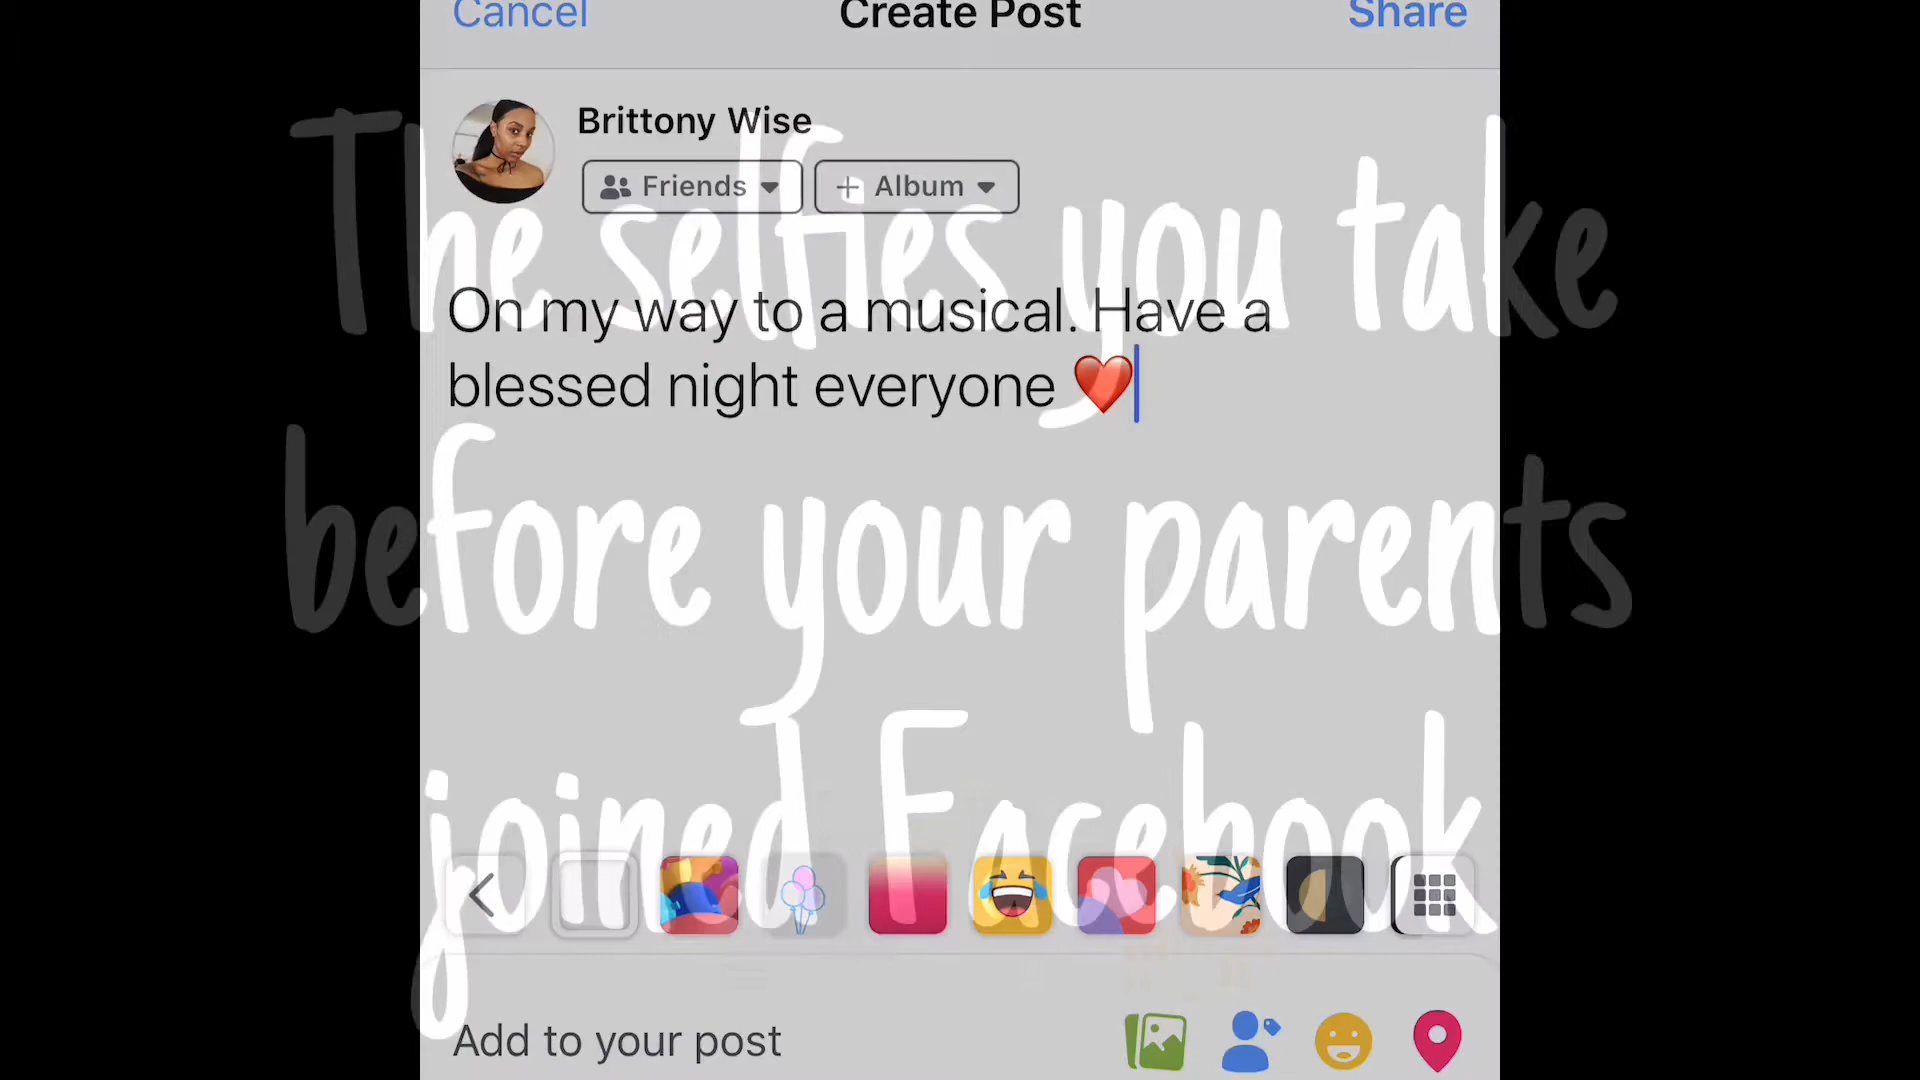 Cancel Create Post Share
Brittony Wise
Friends + Album
On my way to a musical. Have a
blessed night everyone ❤️
Add to your post
The selfies you take
before your parents
joined Facebook